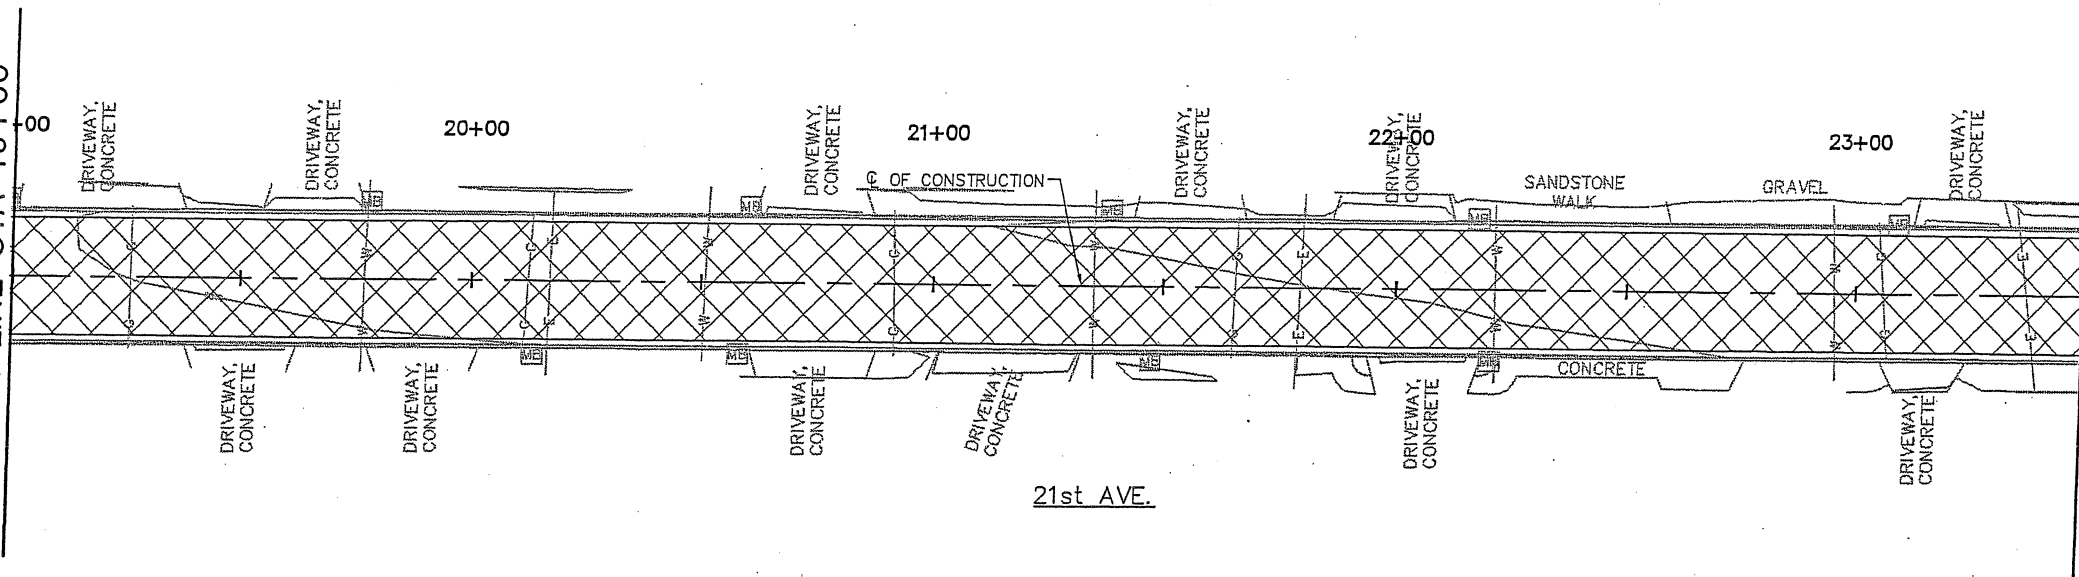 +00
DRIVEWAY,
CONCRETE
DRIVEWAY,
CONCRETE
20+00
DRIVEWAY,
CONCRETE
21+00
℄ OF CONSTRUCTION
DRIVEWAY,
CONCRETE
22+00
DRIVEWAY,
CONCRETE
SANDSTONE
WALK
GRAVEL
23+00
DRIVEWAY,
CONCRETE
MB
MB
MB
MB
MB
G
W
G
E
W
G
W
G
E
W
W
G
E
G
W
G
E
W
G
W
G
E
W
W
G
E
MB
MB
MB
MB
CONCRETE
DRIVEWAY,
CONCRETE
DRIVEWAY,
CONCRETE
DRIVEWAY,
CONCRETE
DRIVEWAY,
CONCRETE
DRIVEWAY,
CONCRETE
DRIVEWAY,
CONCRETE
21st AVE.